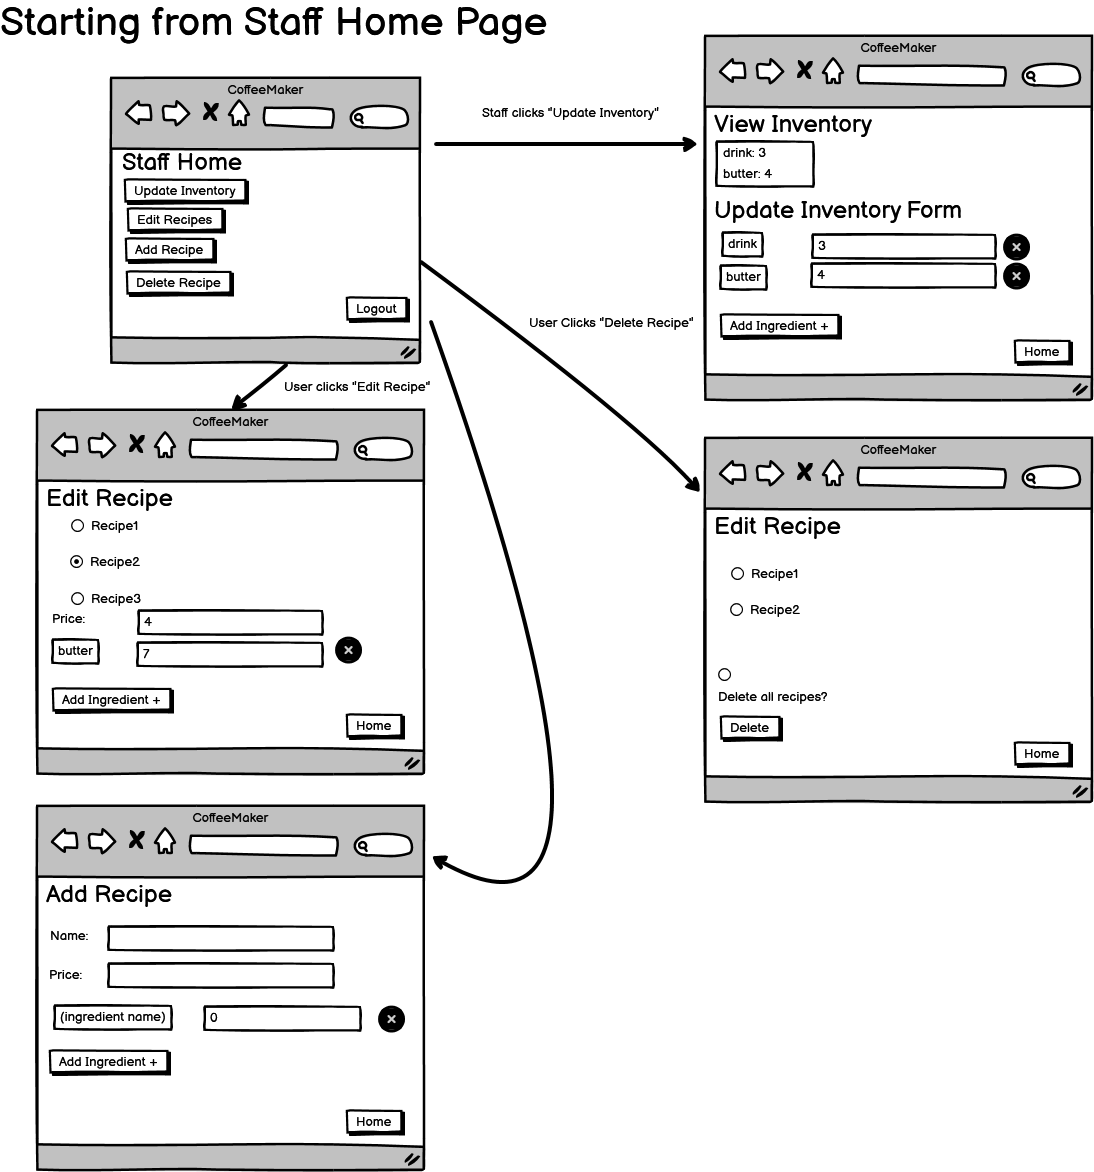 Starting from Staff Home Page
CoffeeMaker
Staff Home
Update Inventory
Edit Recipes
Add Recipe
Delete Recipe
Logout
Staff clicks "Update Inventory"
CoffeeMaker
View Inventory
drink: 3
butter: 4
Update Inventory Form
drink
3
butter
4
Add Ingredient +
Home
User Clicks "Delete Recipe"
User clicks "Edit Recipe"
CoffeeMaker
Edit Recipe
Recipe1
Recipe2
Recipe3
Price:
4
butter
7
Add Ingredient +
Home
CoffeeMaker
Edit Recipe
Recipe1
Recipe2
Delete all recipes?
Delete
Home
CoffeeMaker
Add Recipe
Name:
Price:
(ingredient name)
0
Add Ingredient +
Home